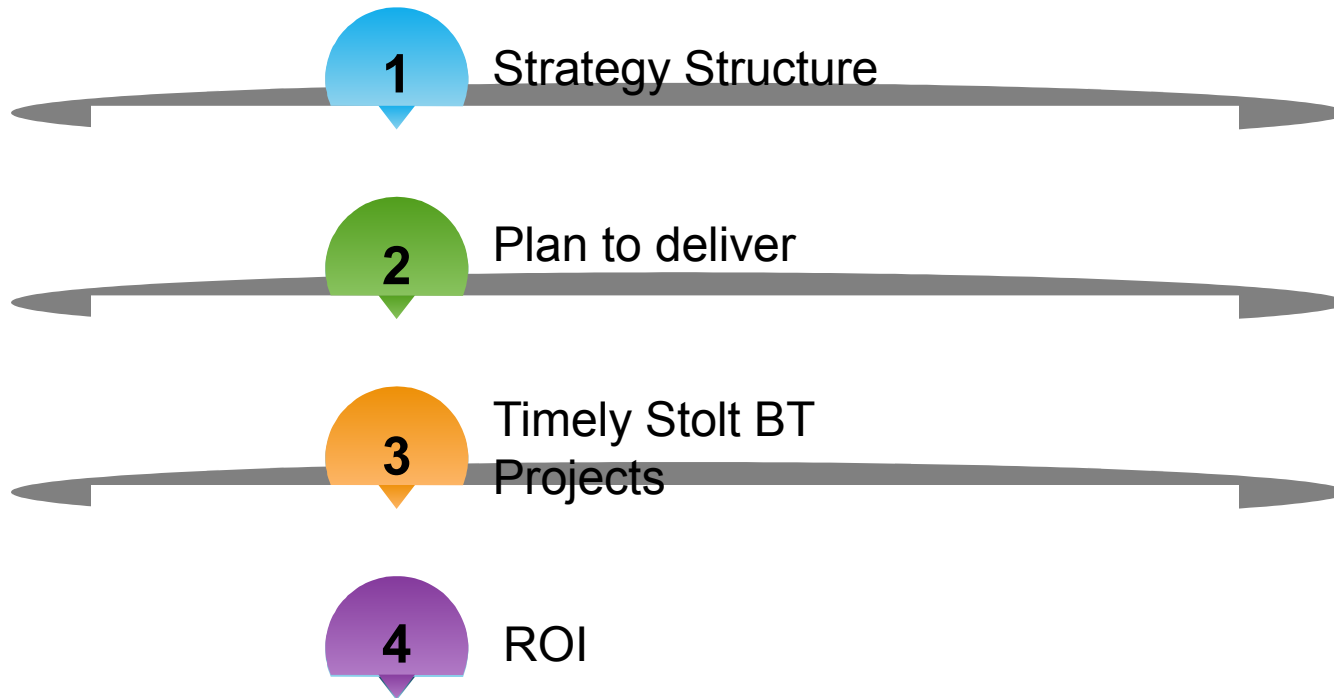 1 Strategy Structure
2 Plan to deliver
3 Timely Stolt BT
Projects
4 ROI